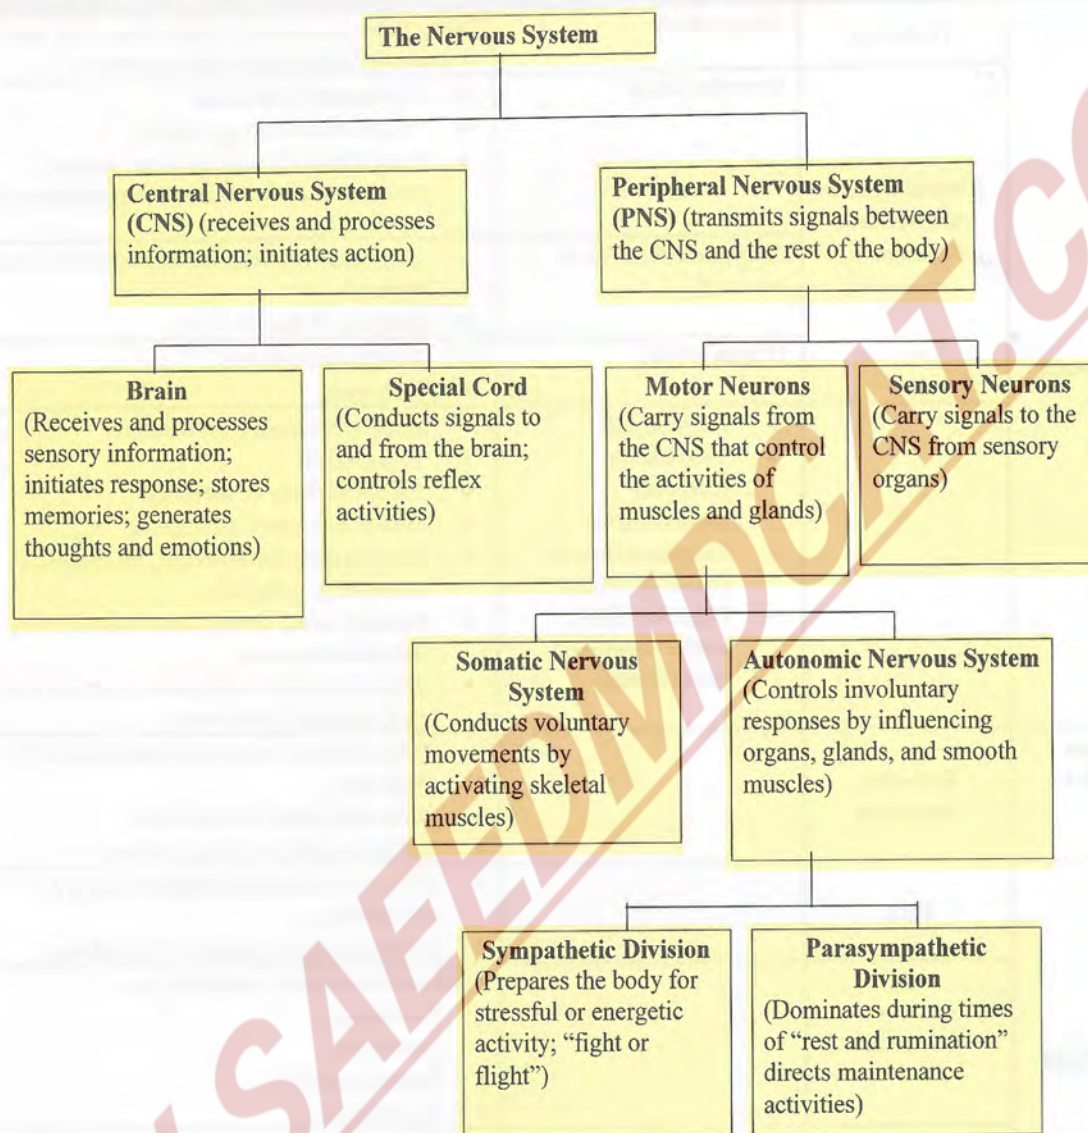 The Nervous System
Central Nervous System
(CNS) (receives and processes
information; initiates action)
Peripheral Nervous System
(PNS) (transmits signals between
the CNS and the rest of the body)
Brain
(Receives and processes
sensory information;
initiates response; stores
memories; generates
thoughts and emotions)
Special Cord
(Conducts signals to
and from the brain;
controls reflex
activities)
Motor Neurons
(Carry signals from
the CNS that control
the activities of
muscles and glands)
Sensory Neurons
(Carry signals to the
CNS from sensory
organs)
Somatic Nervous
System
(Conducts voluntary
movements by
activating skeletal
muscles)
Autonomic Nervous System
(Controls involuntary
responses by influencing
organs, glands, and smooth
muscles)
Sympathetic Division
(Prepares the body for
stressful or energetic
activity; “fight or
flight”)
Parasympathetic
Division
(Dominates during times
of “rest and rumination”
directs maintenance
activities)
SAEEDMDCAT.CO